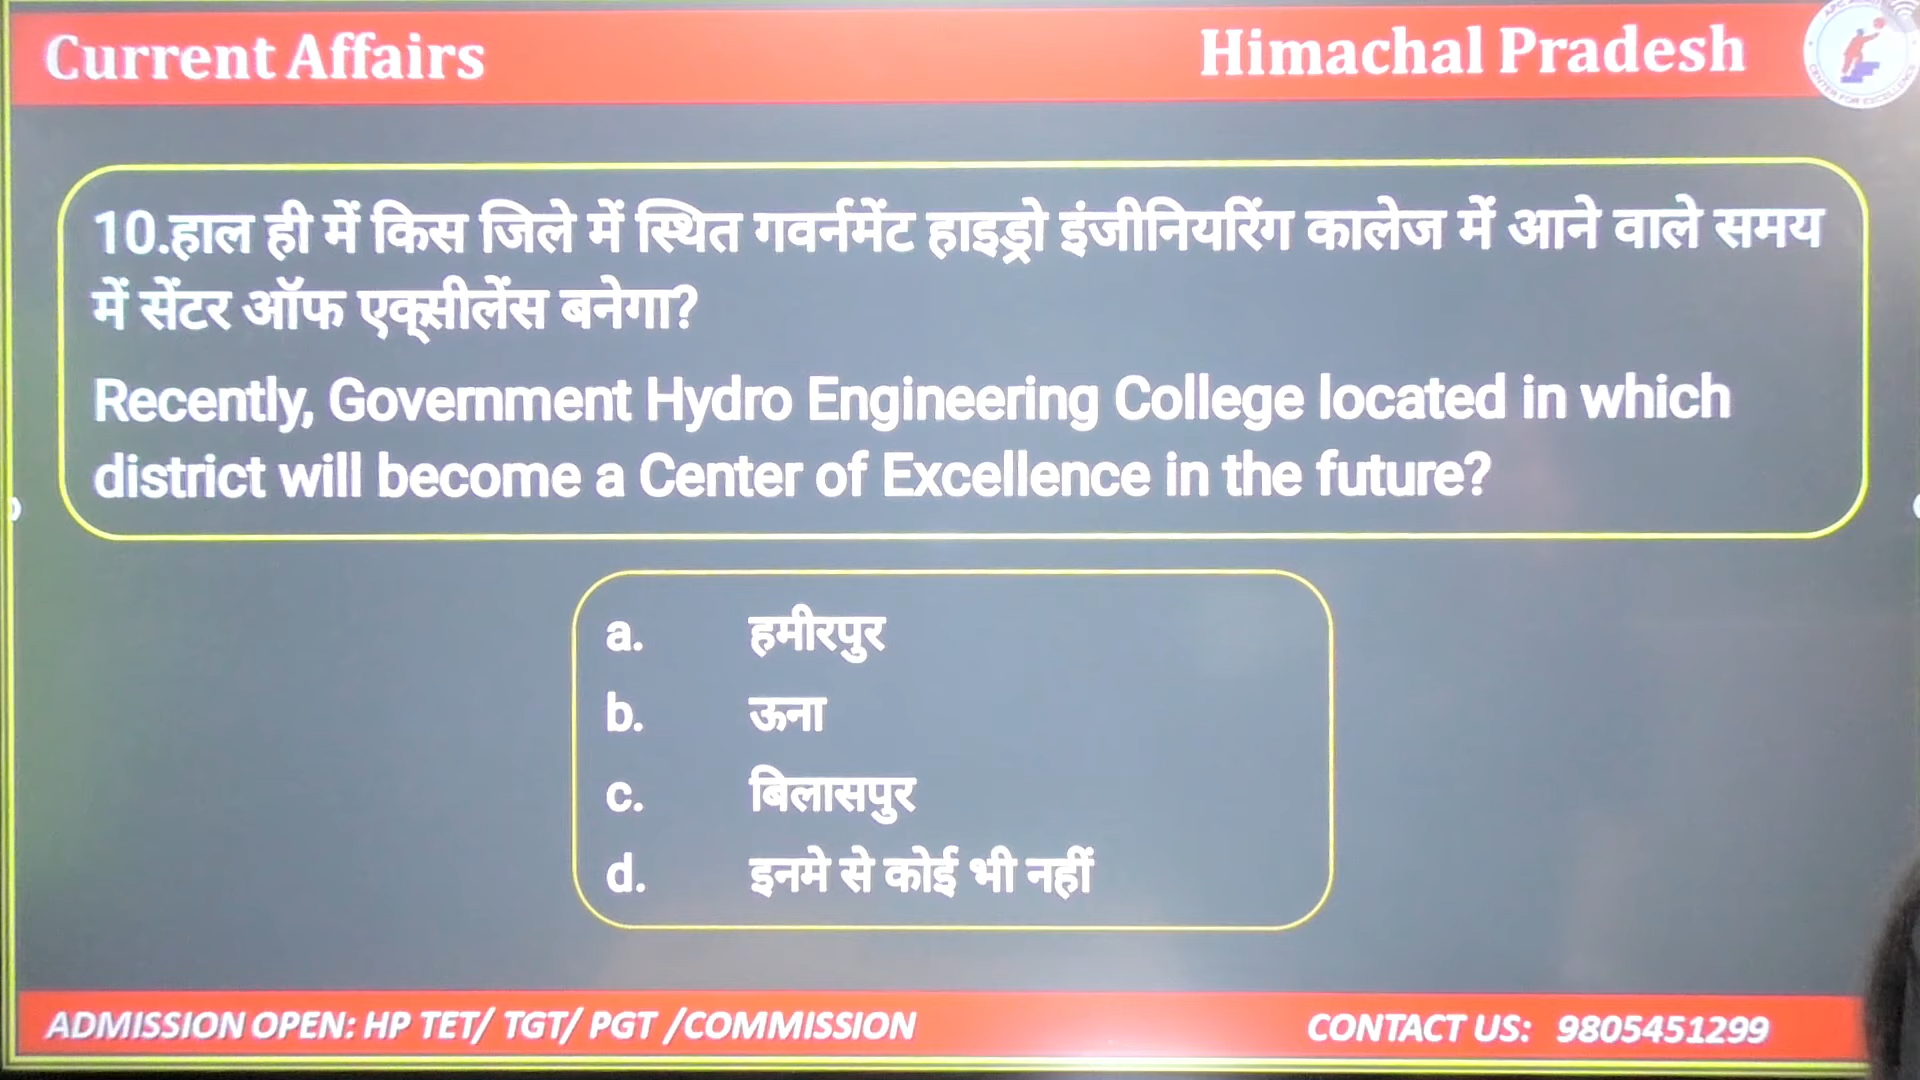 Current Affairs
Himachal Pradesh
10.हाल ही में किस जिले में स्थित गवर्नमेंट हाइड्रो इंजीनियरिंग कालेज में आने वाले समय
में सेंटर ऑफ एक्सीलेंस बनेगा?
Recently, Government Hydro Engineering College located in which
district will become a Center of Excellence in the future?
a. हमीरपुर
b. ऊना
c. बिलासपुर
d. इनमे से कोई भी नहीं
ADMISSION OPEN: HP TET/ TGT/ PGT /COMMISSION
CONTACT US: 9805451299